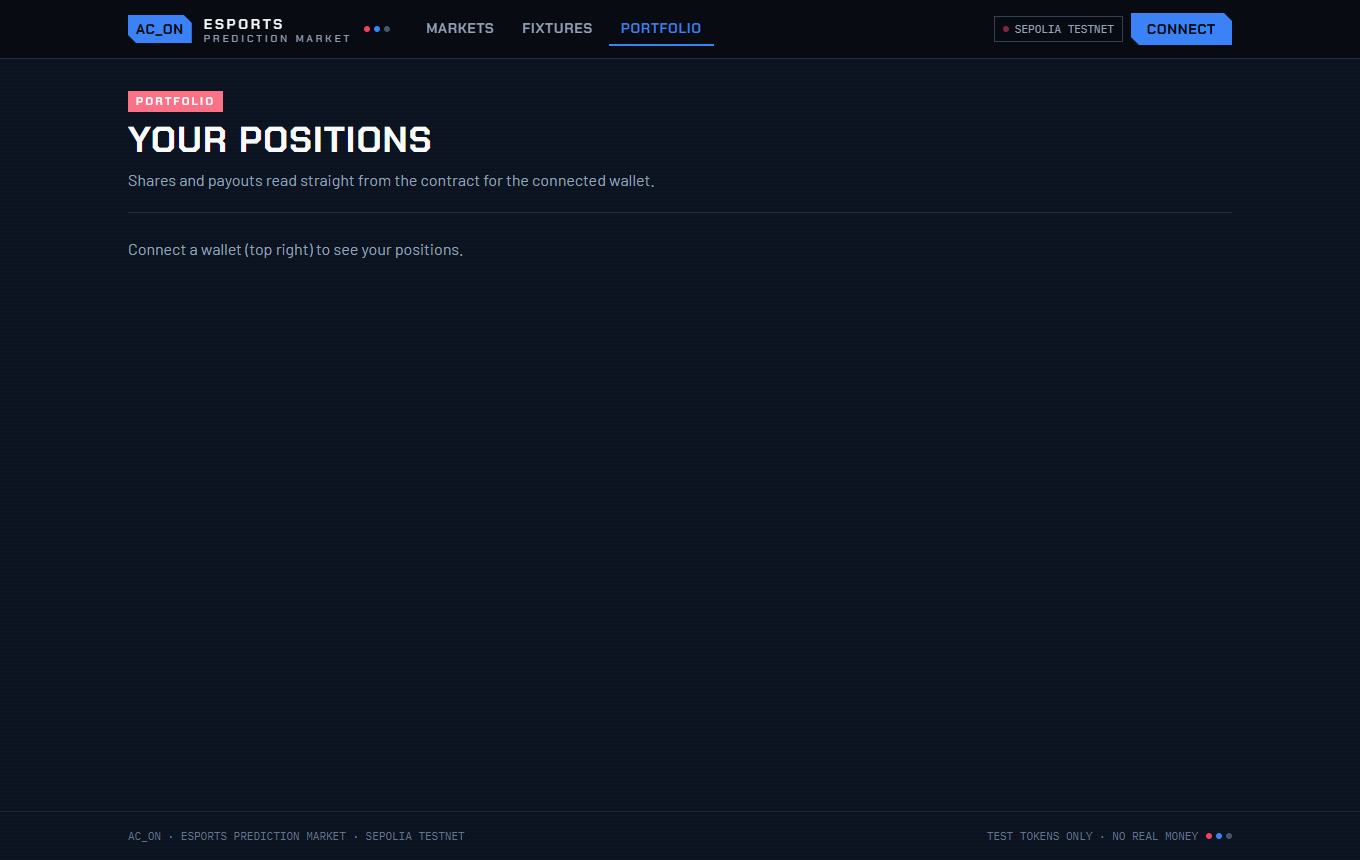 AC_ON
ESPORTS
PREDICTION MARKET
MARKETS
FIXTURES
PORTFOLIO
SEPOLIA TESTNET
CONNECT
PORTFOLIO
YOUR POSITIONS
Shares and payouts read straight from the contract for the connected wallet.
Connect a wallet (top right) to see your positions.
AC_ON · ESPORTS PREDICTION MARKET · SEPOLIA TESTNET
TEST TOKENS ONLY · NO REAL MONEY